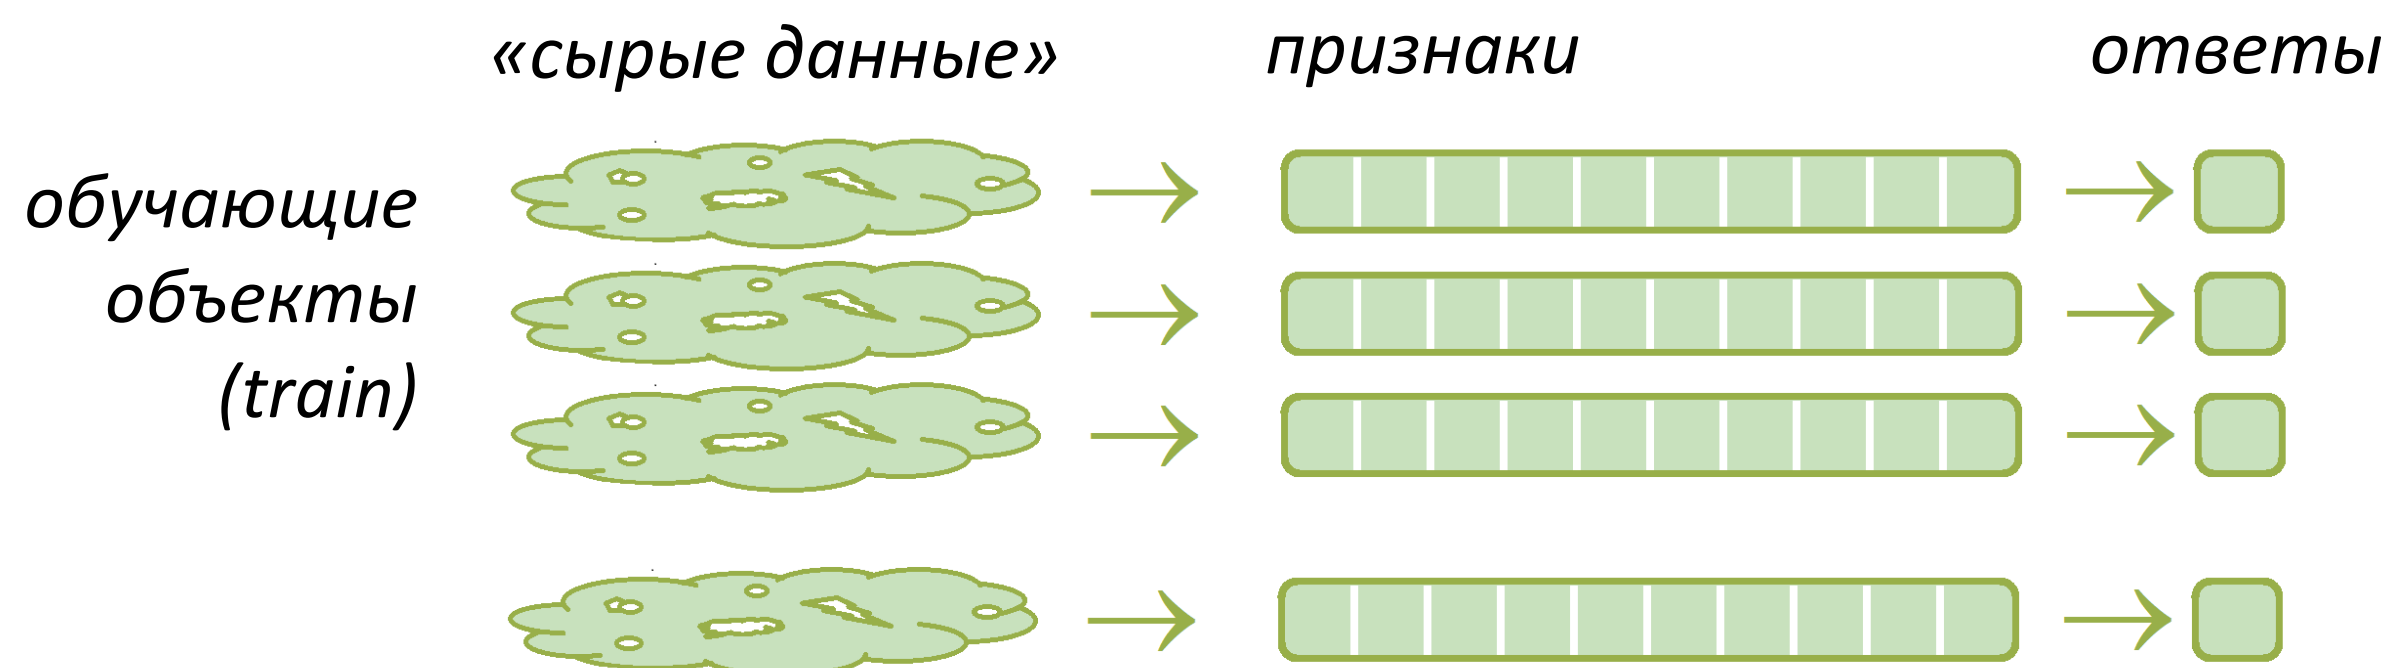 «сырые данные»
признаки
ответы
обучающие
объекты
(train)